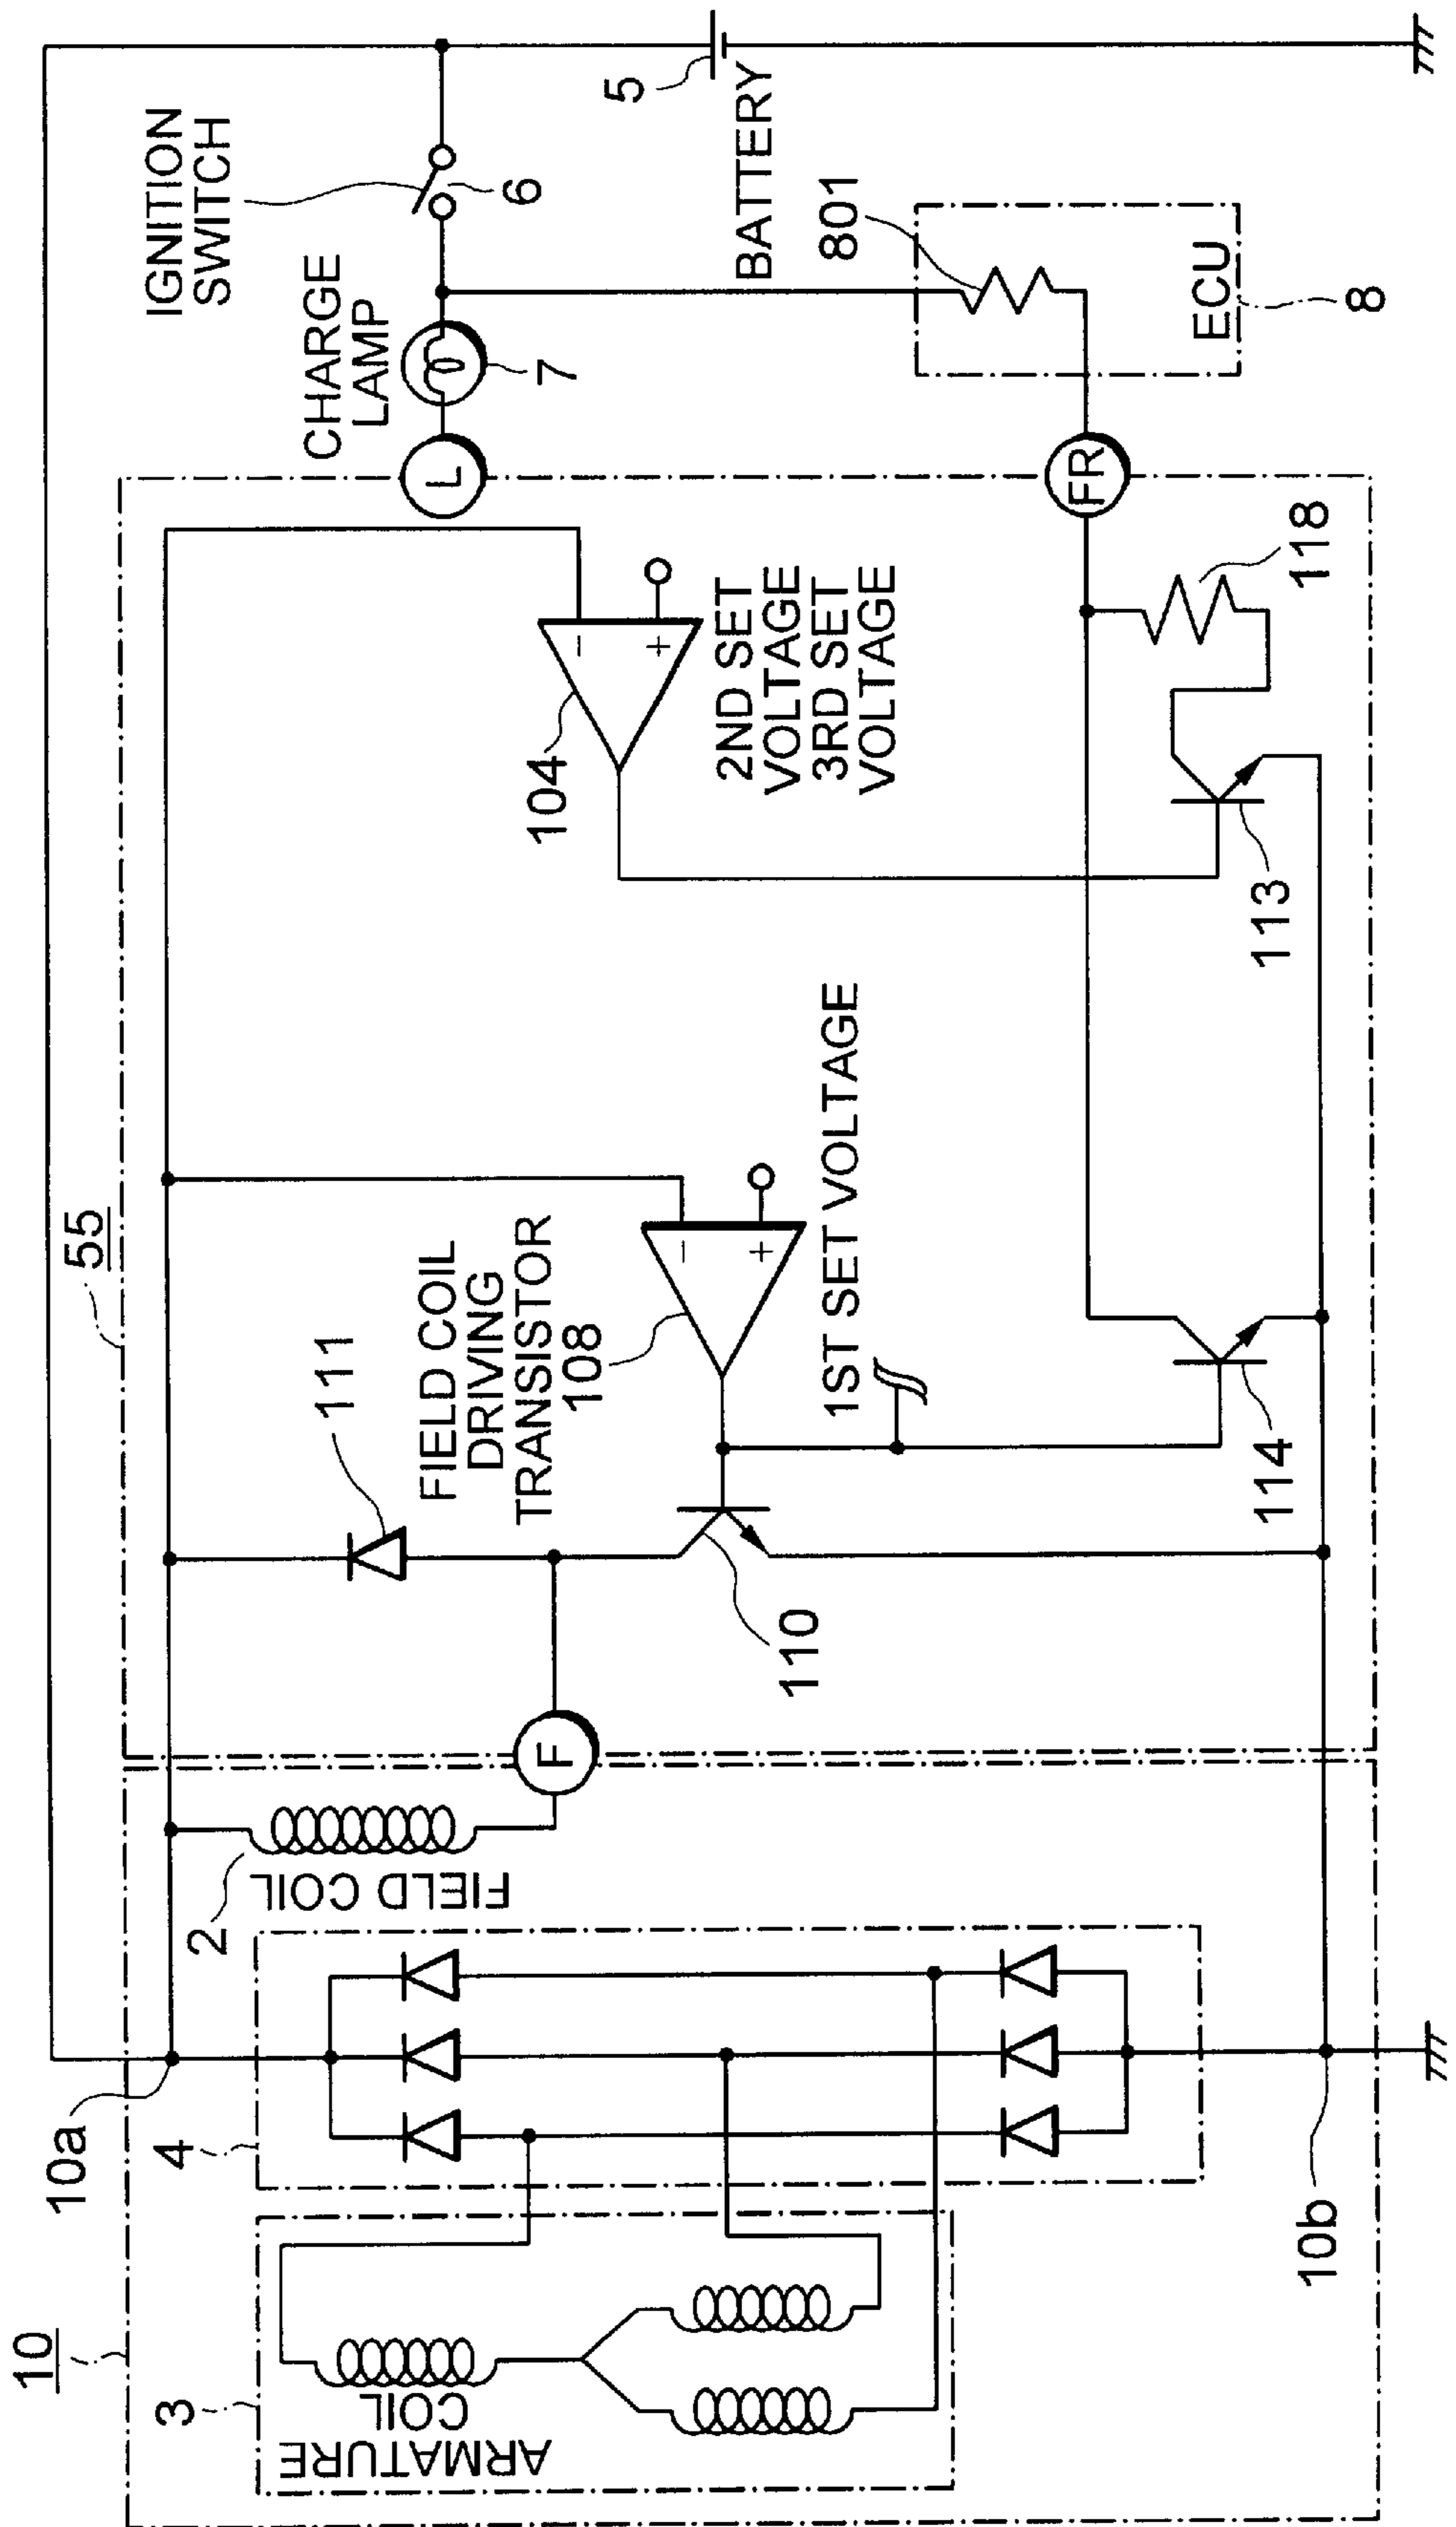 10
3
ARMATURE
COIL
10a
4
10b
2
FIELD COIL
F
55
111
FIELD COIL
DRIVING
TRANSISTOR
108
-
+
1ST SET VOLTAGE
110
114
104
-
+
2ND SET
VOLTAGE
3RD SET
VOLTAGE
113
118
L
FR
CHARGE
LAMP
7
IGNITION
SWITCH
6
5
BATTERY
801
ECU
8